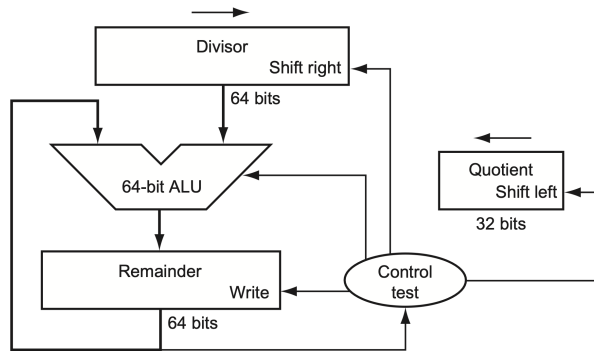 Divisor
Shift right
64 bits
Quotient
Shift left
32 bits
64-bit ALU
Remainder
Write
64 bits
Control
test